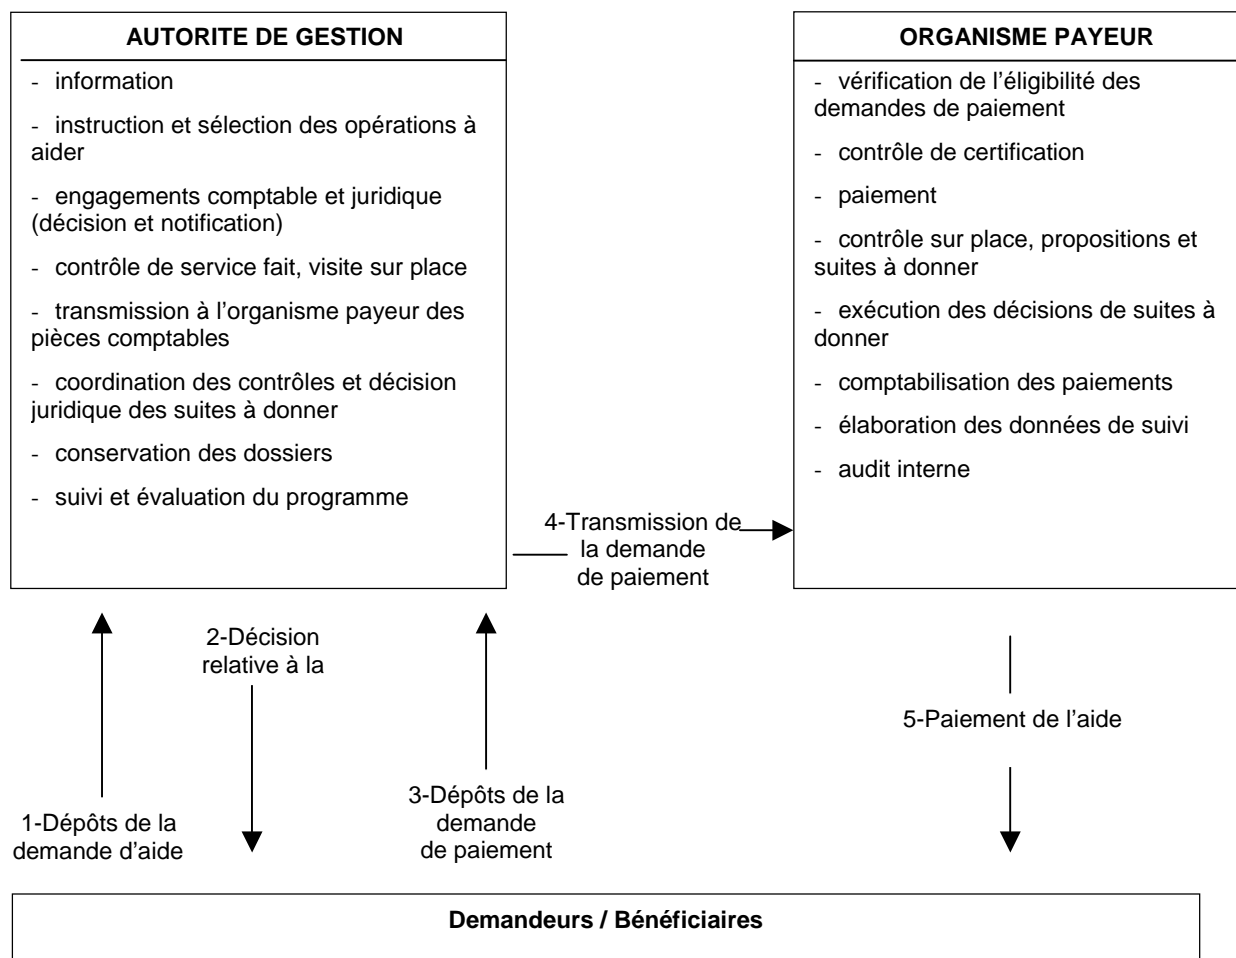 AUTORITE DE GESTION
- information
- instruction et sélection des opérations à
aider
- engagements comptable et juridique
(décision et notification)
- contrôle de service fait, visite sur place
- transmission à l'organisme payeur des
pièces comptables
- coordination des contrôles et décision
juridique des suites à donner
- conservation des dossiers
- suivi et évaluation du programme
ORGANISME PAYEUR
- vérification de l'éligibilité des
demandes de paiement
- contrôle de certification
- paiement
- contrôle sur place, propositions et
suites à donner
- exécution des décisions de suites à
donner
- comptabilisation des paiements
- élaboration des données de suivi
- audit interne
4-Transmission de
la demande
de paiement
2-Décision
relative à la
5-Paiement de l'aide
1-Dépôts de la
demande d'aide
3-Dépôts de la
demande
de paiement
Demandeurs / Bénéficiaires